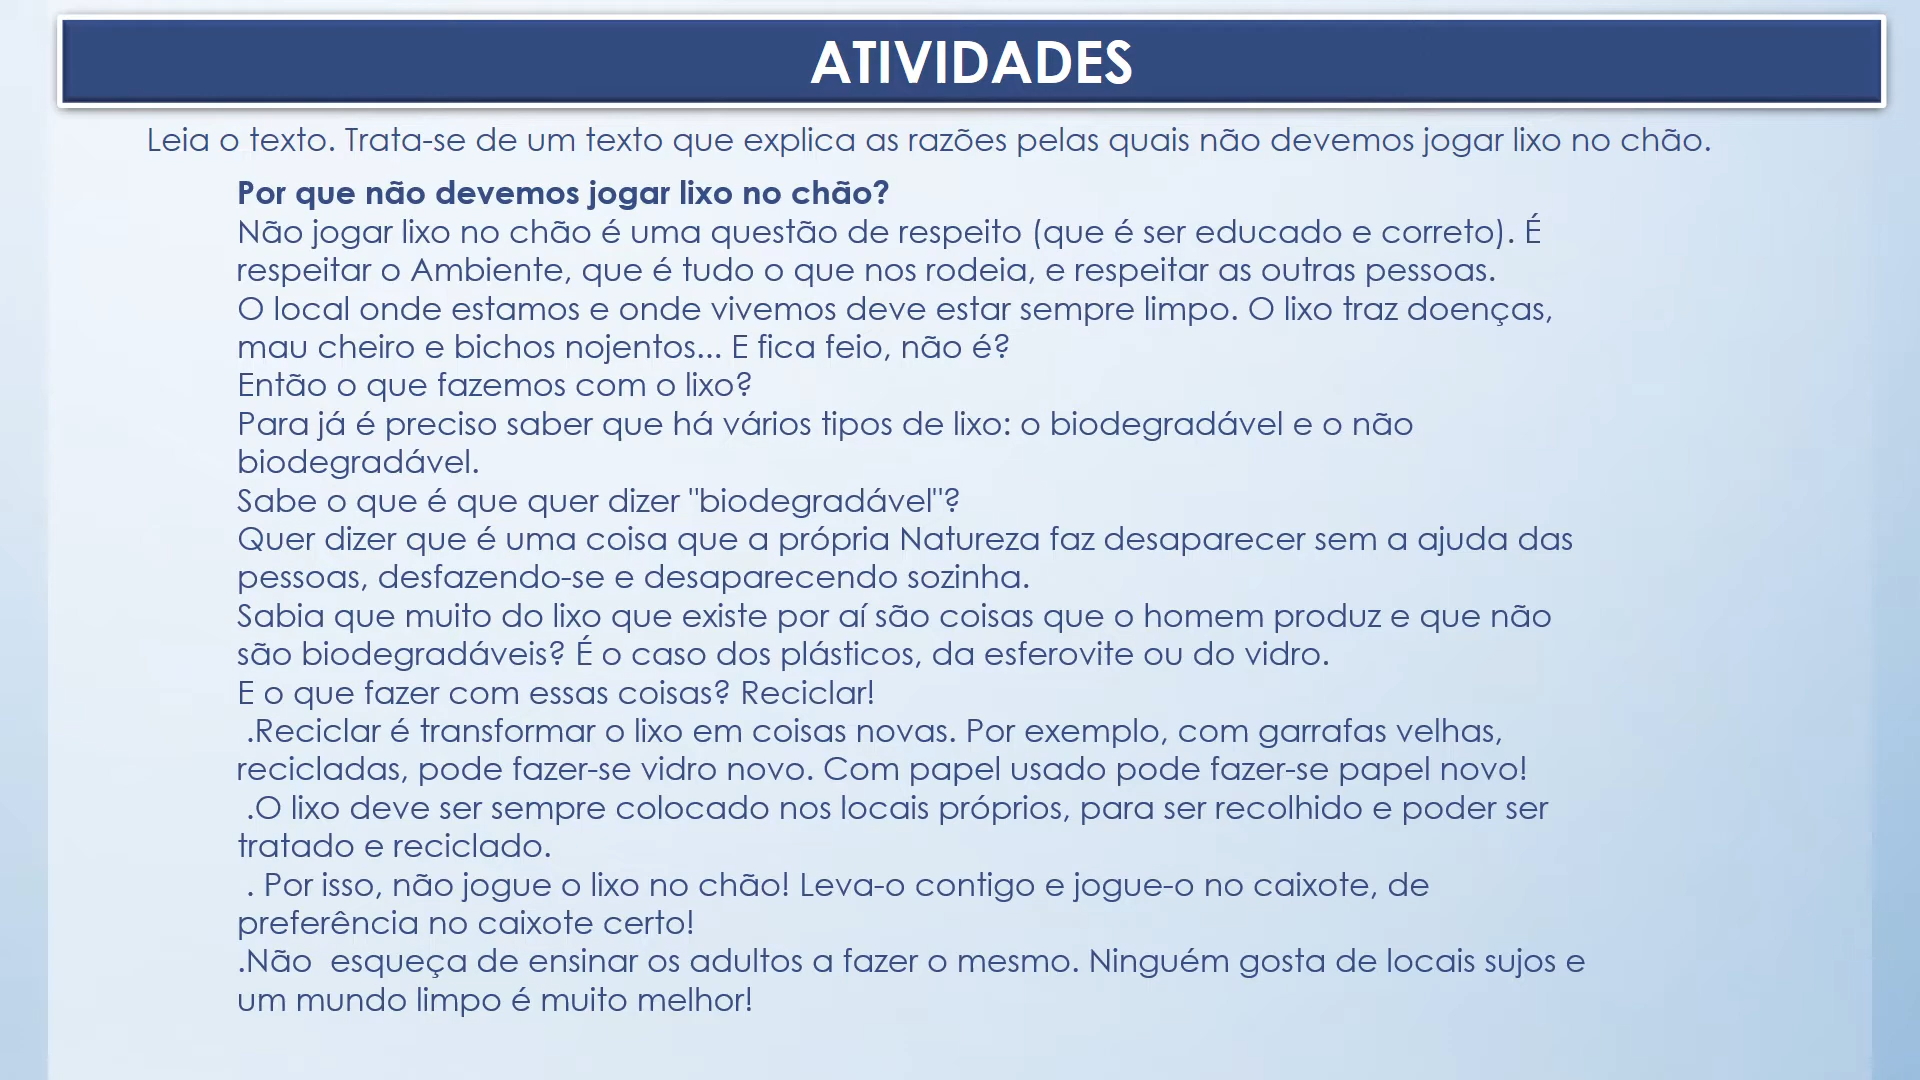 ATIVIDADES
Leia o texto. Trata-se de um texto que explica as razões pelas quais não devemos jogar lixo no chão.
Por que não devemos jogar lixo no chão?
Não jogar lixo no chão é uma questão de respeito (que é ser educado e correto). É
respeitar o Ambiente, que é tudo o que nos rodeia, e respeitar as outras pessoas.
O local onde estamos e onde vivemos deve estar sempre limpo. O lixo traz doenças,
mau cheiro e bichos nojentos... E fica feio, não é?
Então o que fazemos com o lixo?
Para já é preciso saber que há vários tipos de lixo: o biodegradável e o não
biodegradável.
Sabe o que é que quer dizer "biodegradável"?
Quer dizer que é uma coisa que a própria Natureza faz desaparecer sem a ajuda das
pessoas, desfazendo-se e desaparecendo sozinha.
Sabia que muito do lixo que existe por aí são coisas que o homem produz e que não
são biodegradáveis? É o caso dos plásticos, da esferovite ou do vidro.
E o que fazer com essas coisas? Reciclar!
.Reciclar é transformar o lixo em coisas novas. Por exemplo, com garrafas velhas,
recicladas, pode fazer-se vidro novo. Com papel usado pode fazer-se papel novo!
.O lixo deve ser sempre colocado nos locais próprios, para ser recolhido e poder ser
tratado e reciclado.
. Por isso, não jogue o lixo no chão! Leva-o contigo e jogue-o no caixote, de
preferência no caixote certo!
.Não  esqueça de ensinar os adultos a fazer o mesmo. Ninguém gosta de locais sujos e
um mundo limpo é muito melhor!